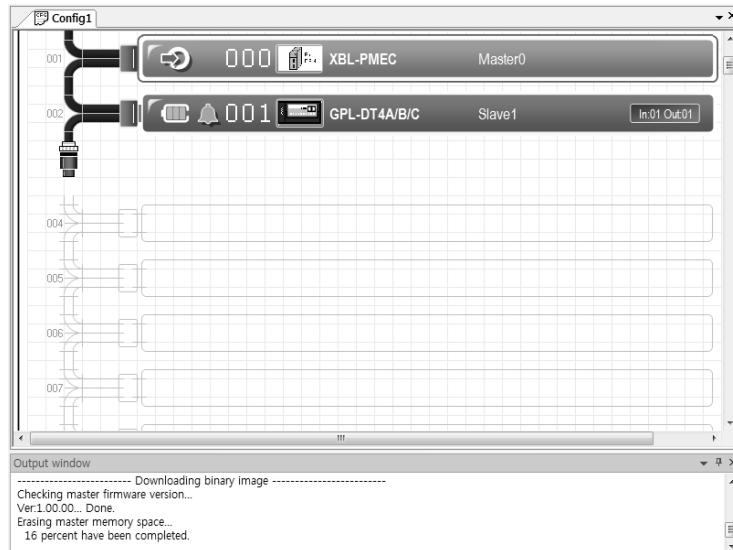 Config1
001 000 XBL-PMEC Master0
002 001 GPL-DT4A/B/C Slave1 In:01 Out:01
004
005
006
007
Output window
------------------------ Downloading binary image ------------------------
Checking master firmware version...
Ver:1.00.00... Done.
Erasing master memory space...
16 percent have been completed.